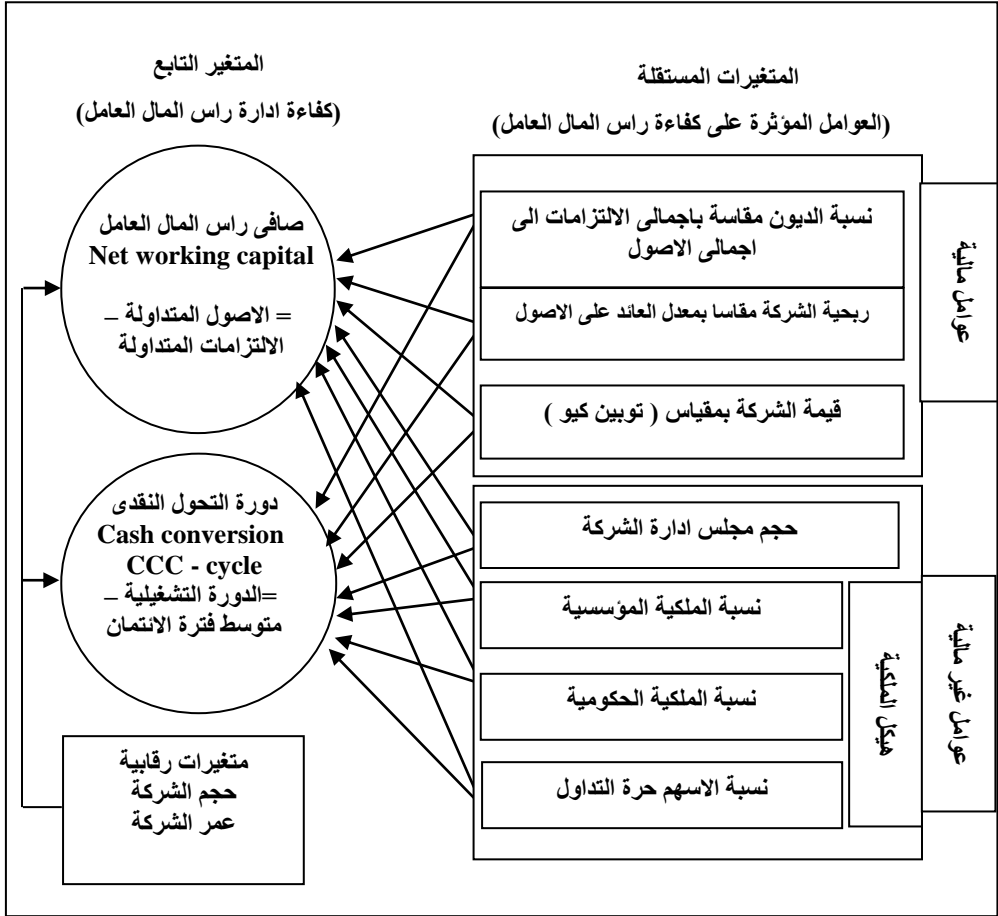 المتغيرات المستقلة
(العوامل المؤثرة على كفاءة راس المال العامل)
عوامل مالية
نسبة الديون مقاسة باجمالى الالتزامات الى
اجمالى الاصول
ربحية الشركة مقاسا بمعدل العائد على الاصول
قيمة الشركة بمقياس ( توبين كيو )
عوامل غير مالية
حجم مجلس ادارة الشركة
هيكل الملكية
نسبة الملكية المؤسسية
نسبة الملكية الحكومية
نسبة الاسهم حرة التداول
المتغير التابع
(كفاءة ادارة راس المال العامل)
صافى راس المال العامل
Net working capital
= الاصول المتداولة –
الالتزامات المتداولة
دورة التحول النقدى
Cash conversion
CCC - cycle
=الدورة التشغيلية –
متوسط فترة الائتمان
متغيرات رقابية
حجم الشركة
عمر الشركة